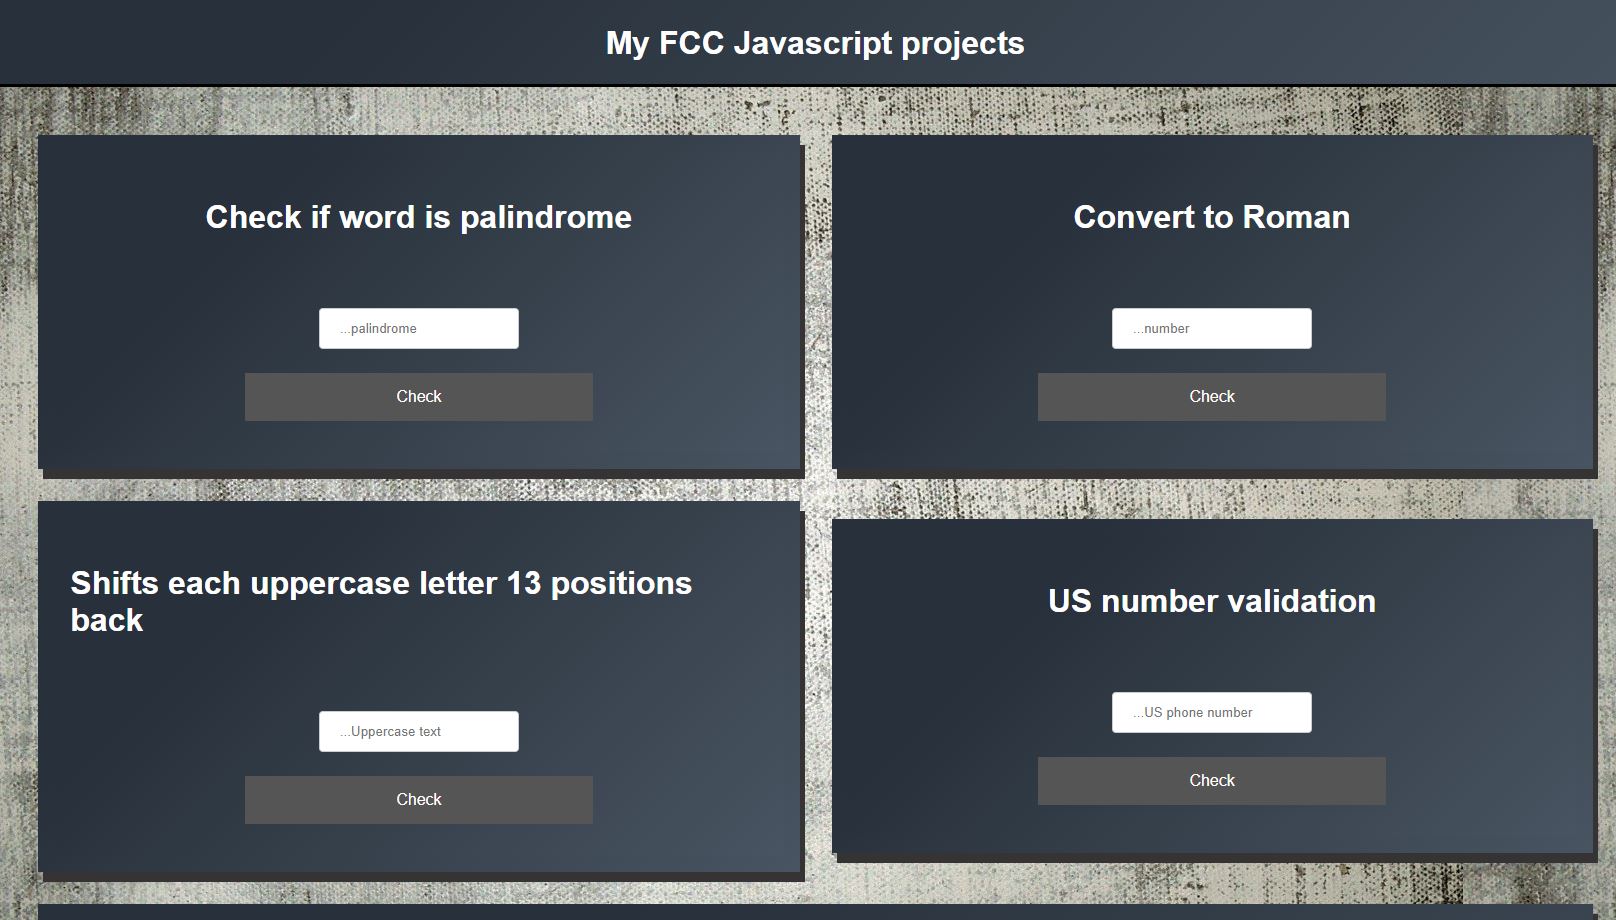 My FCC Javascript projects
Check if word is palindrome
...palindrome
Check
Convert to Roman
...number
Check
Shifts each uppercase letter 13 positions
back
...Uppercase text
Check
US number validation
...US phone number
Check